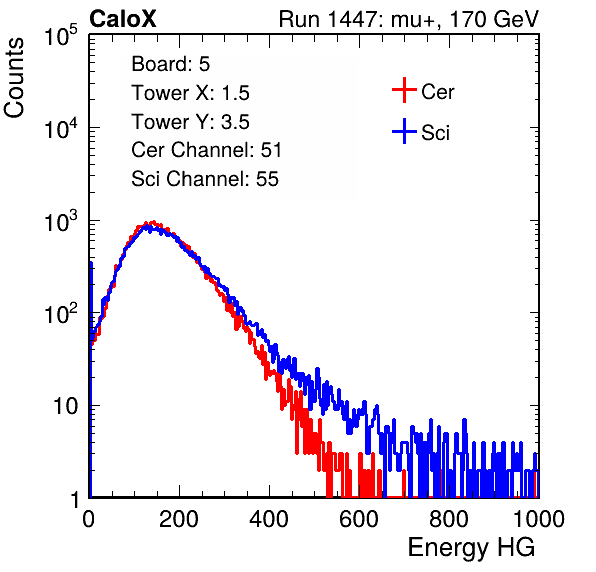 CaloX Run 1447: mu+, 170 GeV
Counts
Board: 5
Tower X: 1.5
Tower Y: 3.5
Cer Channel: 51
Sci Channel: 55
Cer
Sci
10^5
10^4
10^3
10^2
10
1
0 200 400 600 800 1000
Energy HG